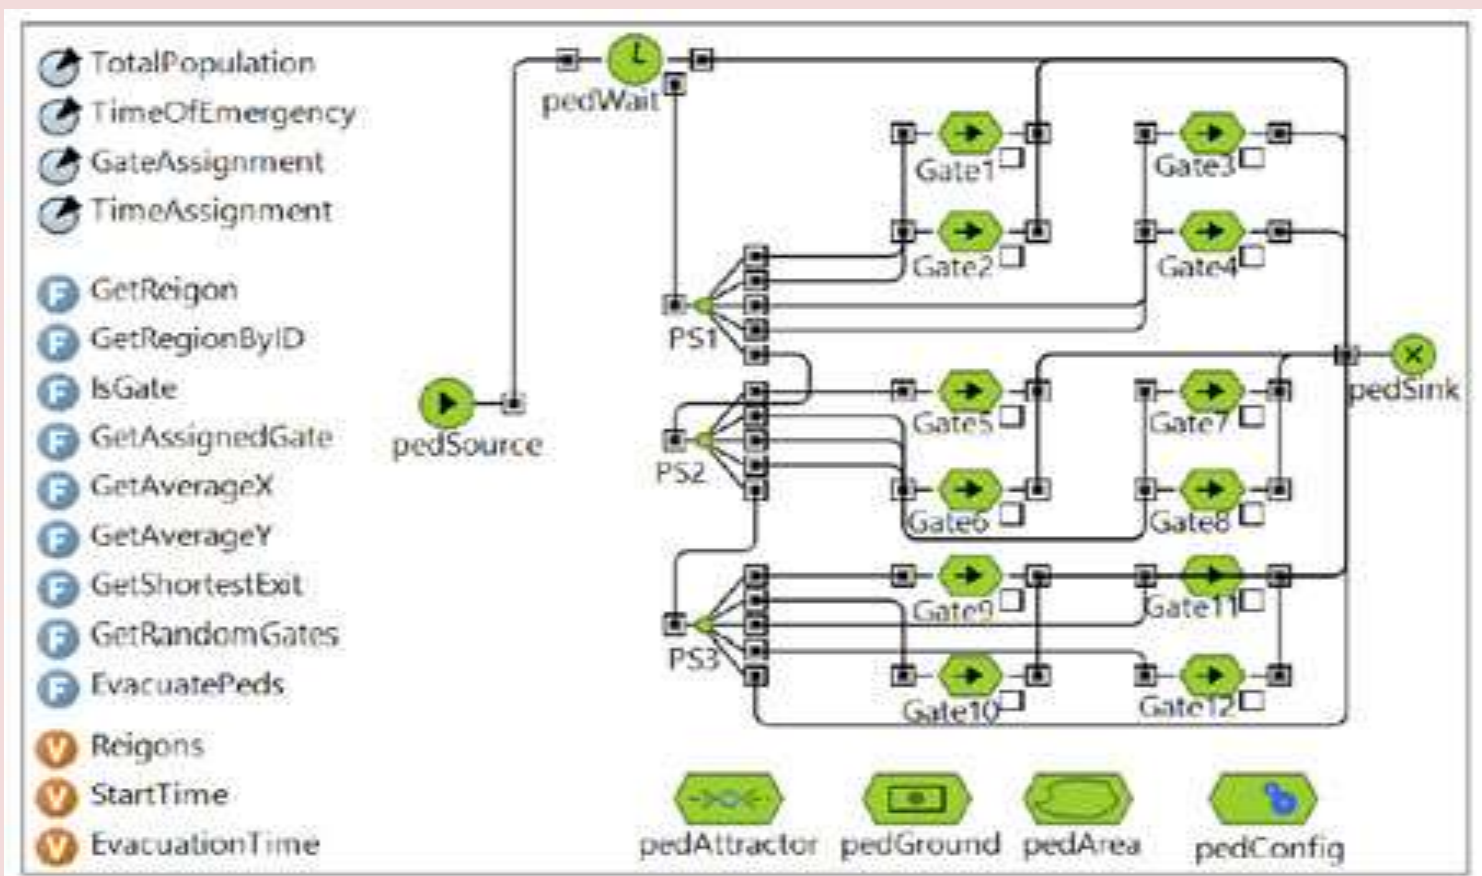 TotalPopulation
TimeOfEmergency
GateAssignment
TimeAssignment
F GetReigon
F GetRegionByID
F IsGate
F GetAssignedGate
F GetAverageX
F GetAverageY
F GetShortestExit
F GetRandomGates
F EvacuatePeds
V Reigons
V StartTime
V EvacuationTime
pedSource
pedWait
PS1
PS2
PS3
Gate1
Gate3
Gate2
Gate4
Gate5
Gate7
Gate6
Gate8
Gate9
Gate11
Gate10
Gate12
pedSink
pedAttractor
pedGround
pedArea
pedConfig